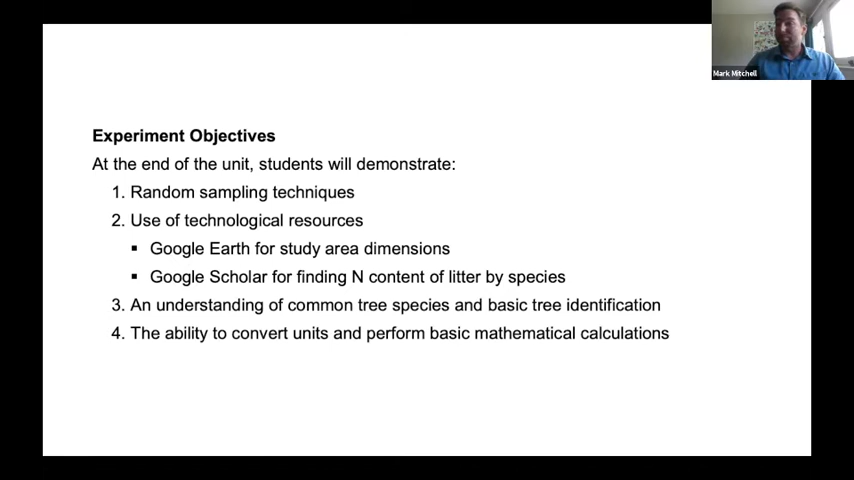 Mark Mitchell
Experiment Objectives
At the end of the unit, students will demonstrate:
1. Random sampling techniques
2. Use of technological resources
▪ Google Earth for study area dimensions
▪ Google Scholar for finding N content of litter by species
3. An understanding of common tree species and basic tree identification
4. The ability to convert units and perform basic mathematical calculations